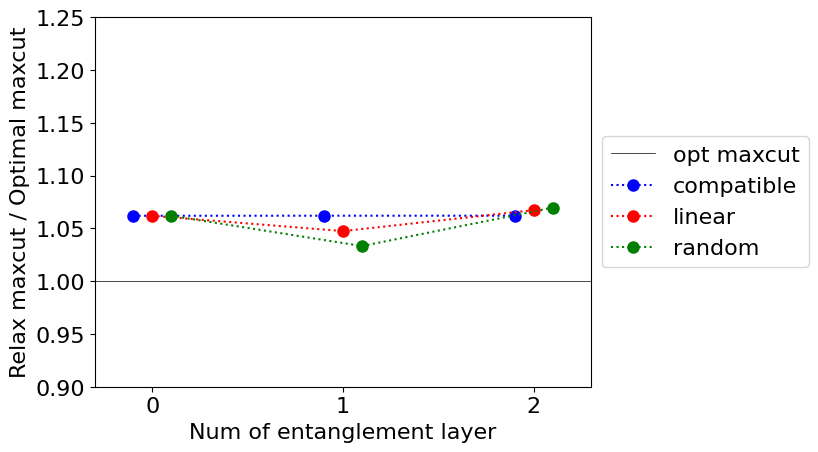 Relax maxcut / Optimal maxcut
1.25
1.20
1.15
1.10
1.05
1.00
0.95
0.90
0
1
2
Num of entanglement layer
opt maxcut
compatible
linear
random